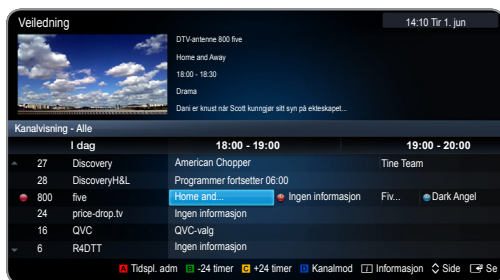 Veiledning
14:10 Tir 1. jun
DTV-antenne 800 five
Home and Away
18:00 - 18:30
Drama
Dani er knust når Scott kunngjør sitt syn på ekteskapet...
Kanalvisning - Alle
I dag 18:00 - 19:00 19:00 - 20:00
27 Discovery American Chopper Tine Team
28 DiscoveryH&L Programmer fortsetter 06:00
800 five Home and... Ingen informasjon Fiv... Dark Angel
24 price-drop.tv Ingen informasjon
16 QVC QVC-valg
6 R4DTT Ingen informasjon
A Tidspl. adm B -24 timer C +24 timer D Kanalmod i Informasjon Side Se